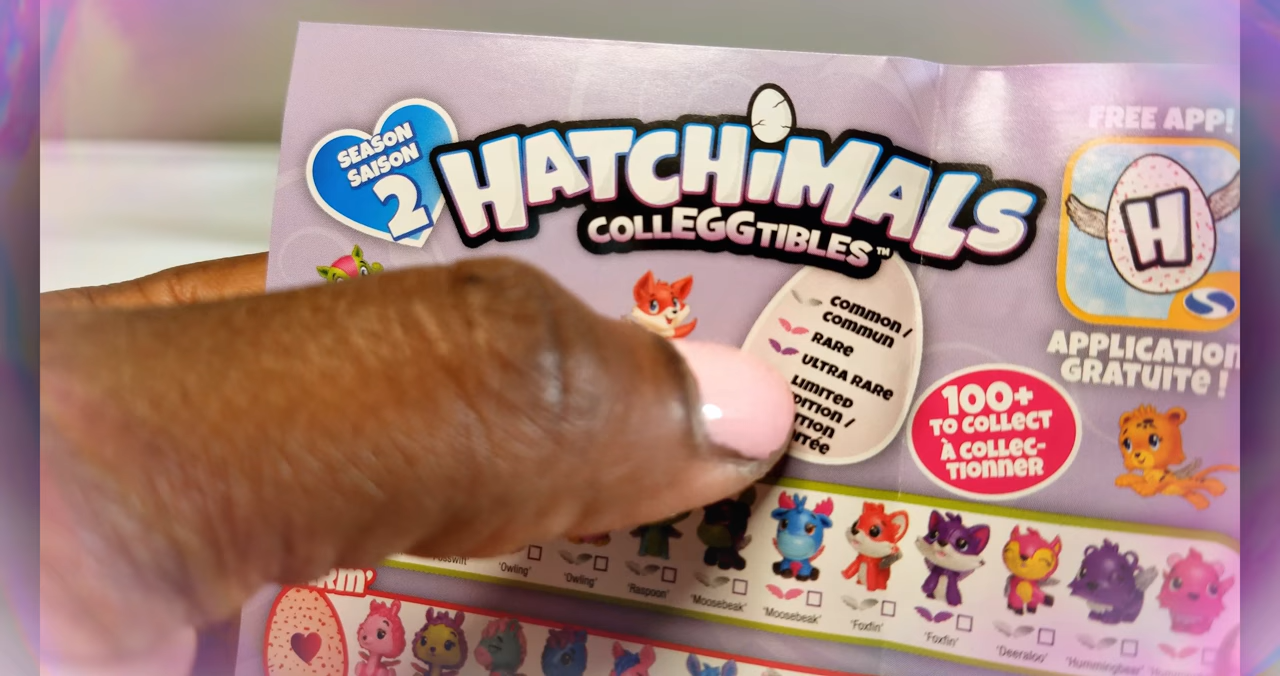 SEASON
SAISON
2
HATCHiMALS
COLLEGGTIBLES™
FREE APP!
H
APPLICATION
GRATUITE !
COMMON /
COMMUN
RARE
ULTRA RARE
LIMITED
100+
TO COLLECT
À COLLEC-
TIONNER
'Owling'
'Owling'
'Raspoon'
'Moosebeak'
'Moosebeak'
'Foxfin'
'Foxfin'
'Deeraloo'
'Hummingbear'